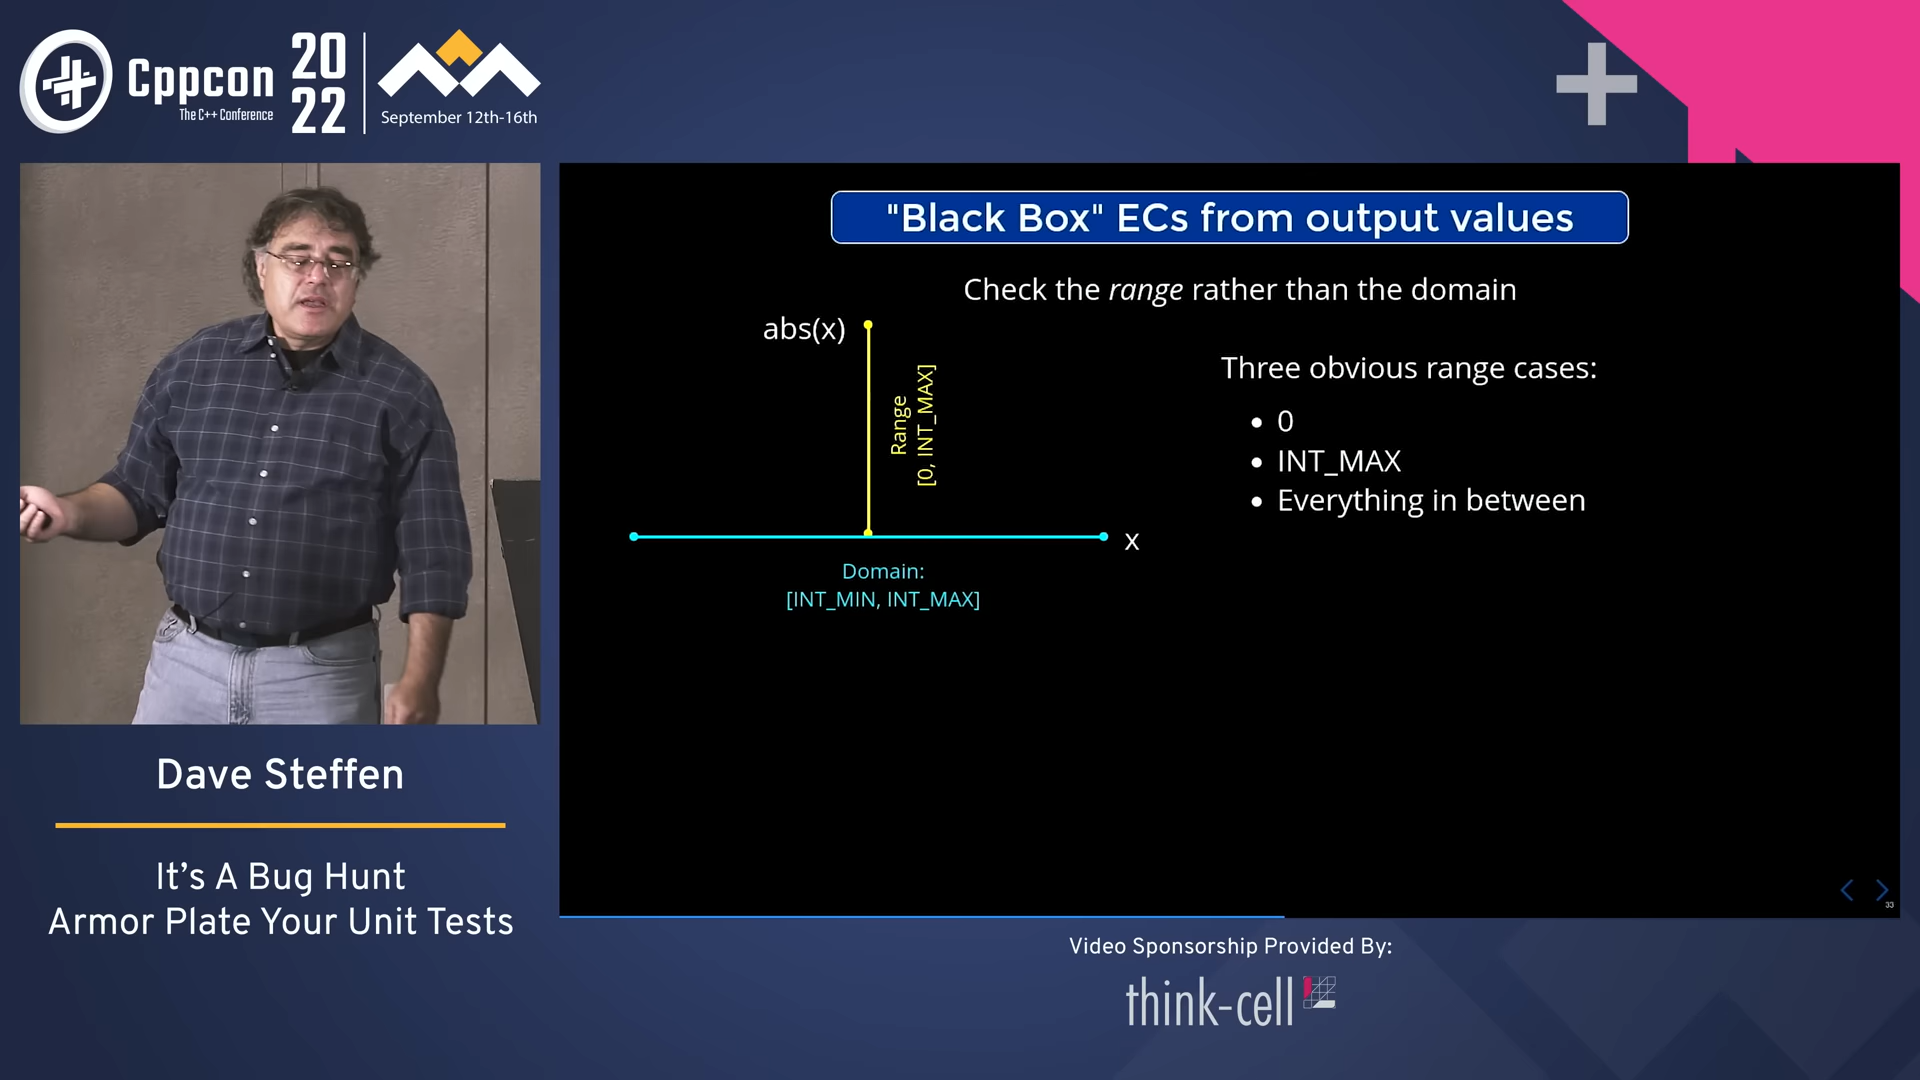 Cppcon
The C++ Conference
20
22
September 12th-16th
"Black Box" ECs from output values
Check the range rather than the domain
abs(x)
Range
[0, INT_MAX]
x
Domain:
[INT_MIN, INT_MAX]
Three obvious range cases:
• 0
• INT_MAX
• Everything in between
33
Dave Steffen
It's A Bug Hunt
Armor Plate Your Unit Tests
Video Sponsorship Provided By:
think-cell